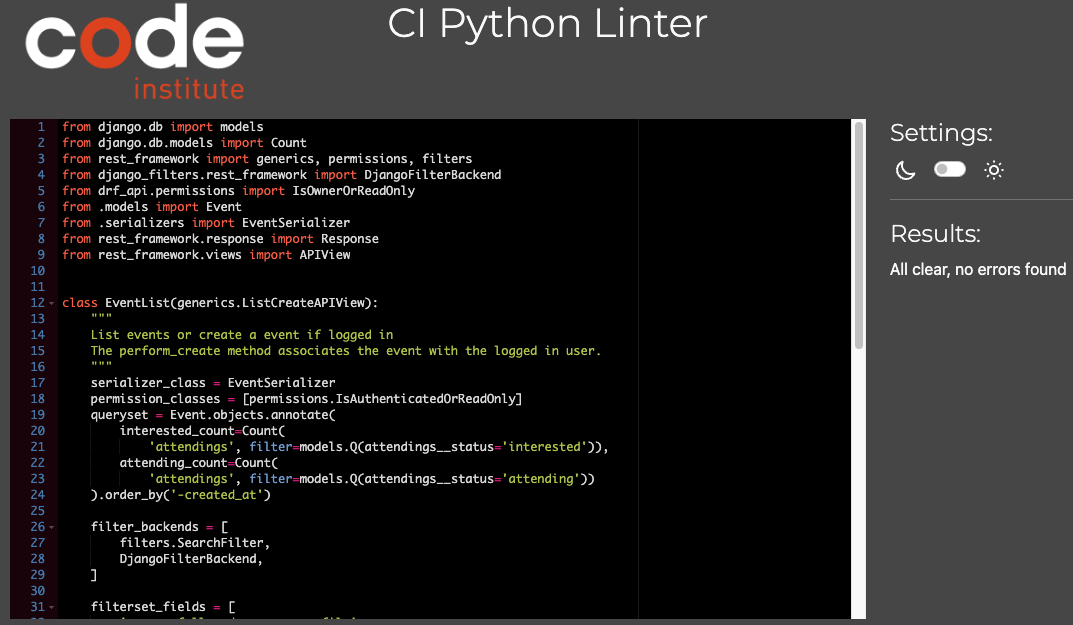 code
institute
CI Python Linter
1 from django.db import models
2 from django.db.models import Count
3 from rest_framework import generics, permissions, filters
4 from django_filters.rest_framework import DjangoFilterBackend
5 from drf_api.permissions import IsOwnerOrReadOnly
6 from .models import Event
7 from .serializers import EventSerializer
8 from rest_framework.response import Response
9 from rest_framework.views import APIView
10
11
12 class EventList(generics.ListCreateAPIView):
13     """
14     List events or create a event if logged in
15     The perform_create method associates the event with the logged in user.
16     """
17     serializer_class = EventSerializer
18     permission_classes = [permissions.IsAuthenticatedOrReadOnly]
19     queryset = Event.objects.annotate(
20         interested_count=Count(
21             'attendings', filter=models.Q(attendings__status='interested')),
22         attending_count=Count(
23             'attendings', filter=models.Q(attendings__status='attending'))
24     ).order_by('-created_at')
25
26     filter_backends = [
27         filters.SearchFilter,
28         DjangoFilterBackend,
29     ]
30
31     filterset_fields = [
Settings:
Results:
All clear, no errors found